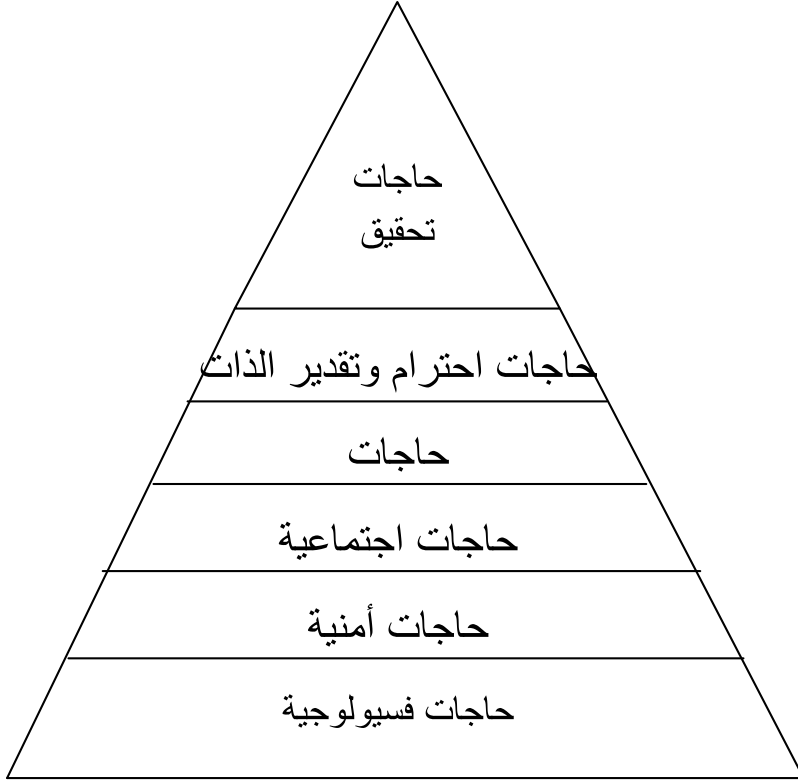 حاجات
تحقيق
حاجات احترام وتقدير الذات
حاجات
حاجات اجتماعية
حاجات أمنية
حاجات فسيولوجية